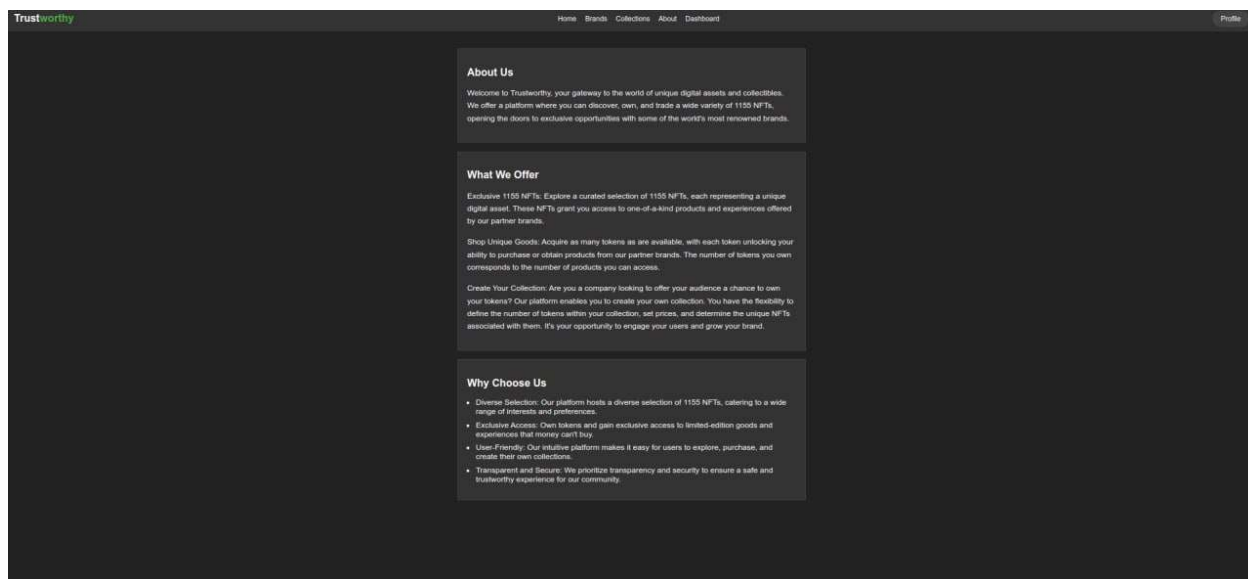 Trustworthy
Home Brands Collections About Dashboard
Profile
About Us
Welcome to Trustworthy, your gateway to the world of unique digital assets and collectibles.
We offer a platform where you can discover, own, and trade a wide variety of 1155 NFTs,
opening the doors to exclusive opportunities with some of the world's most renowned brands.
What We Offer
Exclusive 1155 NFTs: Explore a curated selection of 1155 NFTs, each representing a unique
digital asset. These NFTs grant you access to one-of-a-kind products and experiences offered
by our partner brands.
Shop Unique Goods: Acquire as many tokens as are available, with each token unlocking your
ability to purchase or obtain products from our partner brands. The number of tokens you own
corresponds to the number of products you can access.
Create Your Collection: Are you a company looking to offer your audience a chance to own
your tokens? Our platform enables you to create your own collection. You have the flexibility to
define the number of tokens within your collection, set prices, and determine the unique NFTs
associated with them. It's your opportunity to engage your users and grow your brand.
Why Choose Us
• Diverse Selection: Our platform hosts a diverse selection of 1155 NFTs, catering to a wide
range of interests and preferences.
• Exclusive Access: Own tokens and gain exclusive access to limited-edition goods and
experiences that money can't buy.
• User-Friendly: Our intuitive platform makes it easy for users to explore, purchase, and
create their own collections.
• Transparent and Secure: We prioritize transparency and security to ensure a safe and
trustworthy experience for our community.